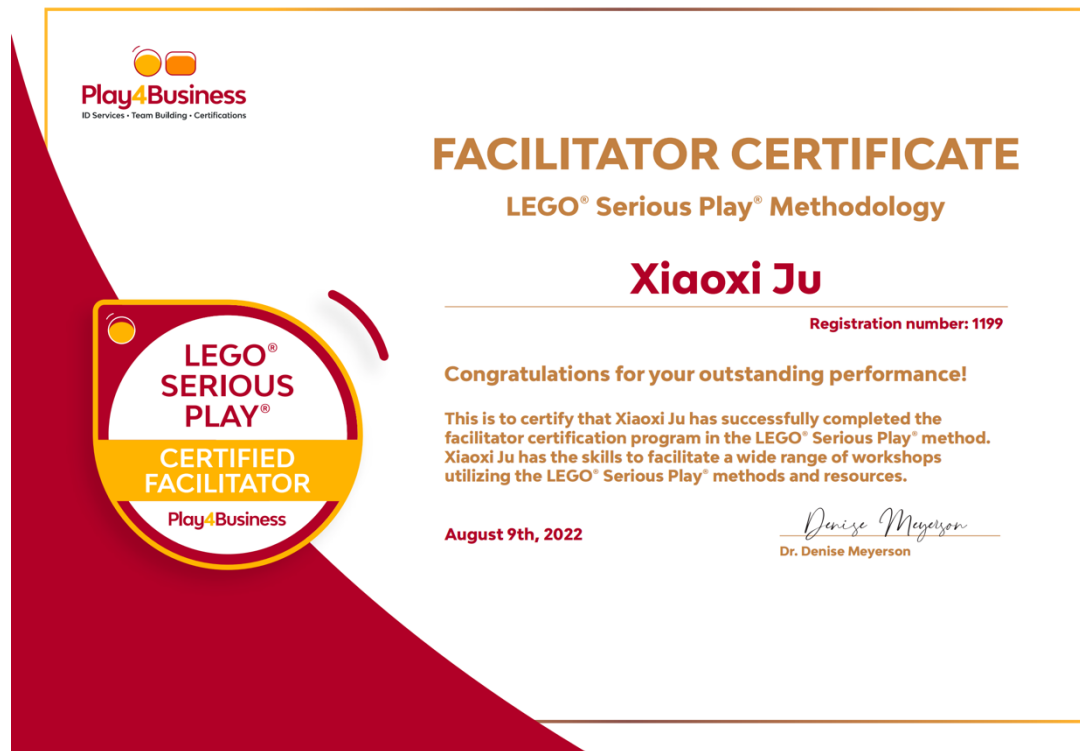 Play4Business
ID Services • Team Building • Certifications
FACILITATOR CERTIFICATE
LEGO® Serious Play® Methodology
Xiaoxi Ju
Registration number: 1199
LEGO®
SERIOUS
PLAY®
CERTIFIED
FACILITATOR
Play4Business
Congratulations for your outstanding performance!
This is to certify that Xiaoxi Ju has successfully completed the
facilitator certification program in the LEGO® Serious Play® method.
Xiaoxi Ju has the skills to facilitate a wide range of workshops
utilizing the LEGO® Serious Play® methods and resources.
August 9th, 2022
Denise Meyerson
Dr. Denise Meyerson